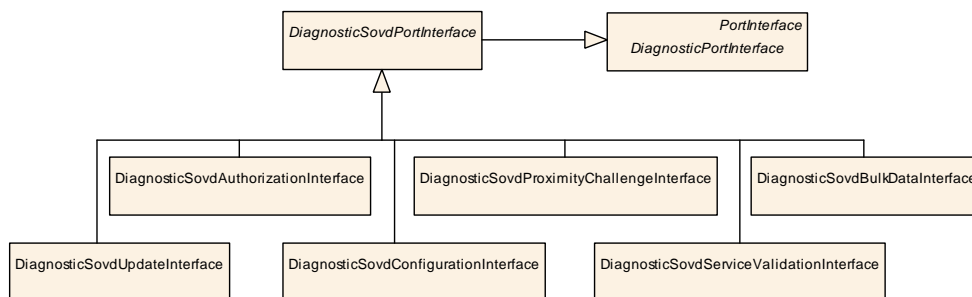 DiagnosticSovdPortInterface
PortInterface
DiagnosticPortInterface
DiagnosticSovdAuthorizationInterface
DiagnosticSovdProximityChallengeInterface
DiagnosticSovdBulkDataInterface
DiagnosticSovdUpdateInterface
DiagnosticSovdConfigurationInterface
DiagnosticSovdServiceValidationInterface